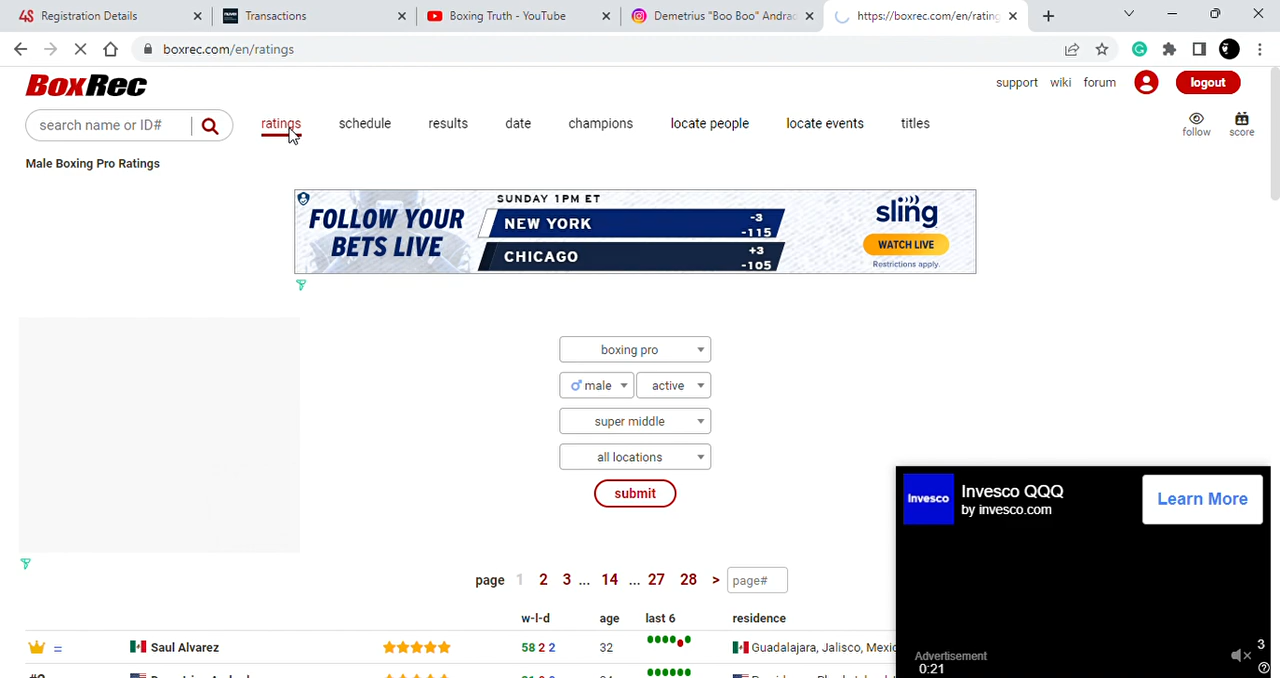 4S Registration Details
Transactions
Boxing Truth - YouTube
Demetrius "Boo Boo" Andrac
https://boxrec.com/en/rating
boxrec.com/en/ratings
BoxRec
support wiki forum logout
search name or ID#
ratings schedule results date champions locate people locate events titles
follow score
Male Boxing Pro Ratings
SUNDAY 1PM ET
FOLLOW YOUR
BETS LIVE
NEW YORK -3 -115
CHICAGO +3 -105
sling
WATCH LIVE
Restrictions apply.
boxing pro
male active
super middle
all locations
submit
Invesco
Invesco QQQ
by invesco.com
Learn More
page 1 2 3 ... 14 ... 27 28 > page#
w-l-d age last 6 residence
= Saul Alvarez 58 2 2 32 Guadalajara, Jalisco, Mexic
Advertisement
0:21
3